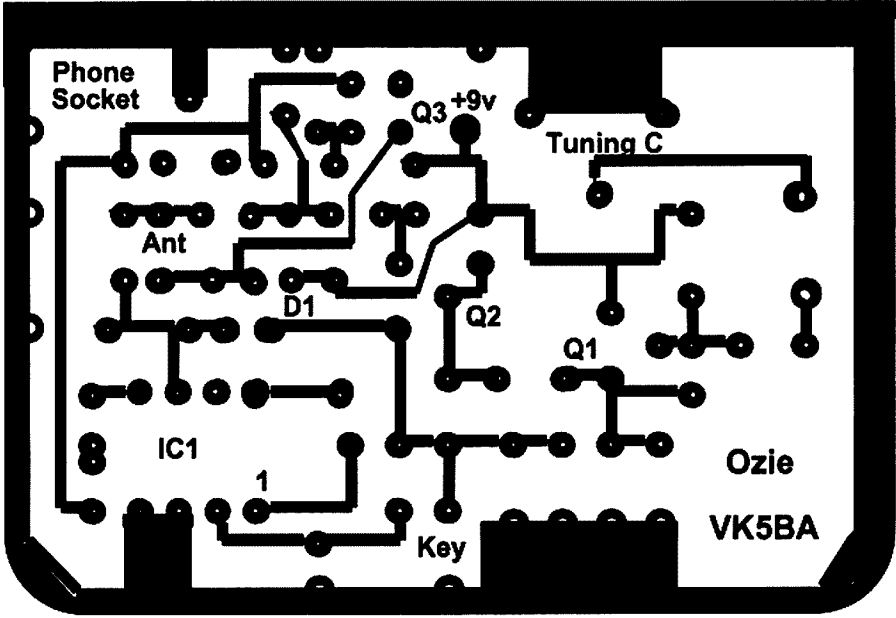 Phone
Socket
Q3
+9v
Tuning C
Ant
D1
Q2
Q1
IC1
1
Ozie
Key
VK5BA